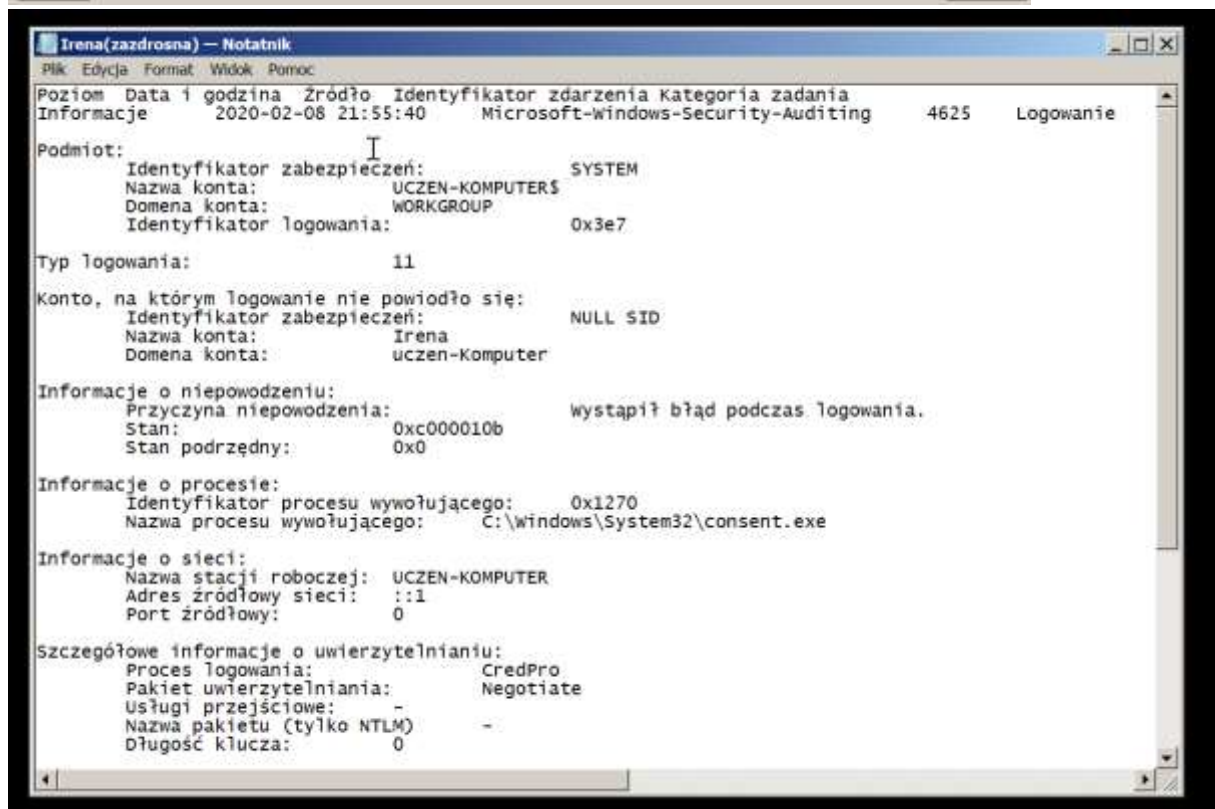 Irena(zazdrosna) — Notatnik
Plik Edycja Format Widok Pomoc
Poziom Data i godzina Źródło Identyfikator zdarzenia Kategoria zadania
Informacje 2020-02-08 21:55:40 Microsoft-Windows-Security-Auditing 4625 Logowanie
Podmiot:
Identyfikator zabezpieczeń: SYSTEM
Nazwa konta: UCZEN-KOMPUTER$
Domena konta: WORKGROUP
Identyfikator logowania: 0x3e7
Typ logowania: 11
Konto, na którym logowanie nie powiodło się:
Identyfikator zabezpieczeń: NULL SID
Nazwa konta: Irena
Domena konta: uczen-Komputer
Informacje o niepowodzeniu:
Przyczyna niepowodzenia: Wystąpił błąd podczas logowania.
Stan: 0xc000010b
Stan podrzędny: 0x0
Informacje o procesie:
Identyfikator procesu wywołującego: 0x1270
Nazwa procesu wywołującego: C:\Windows\System32\consent.exe
Informacje o sieci:
Nazwa stacji roboczej: UCZEN-KOMPUTER
Adres źródłowy sieci: ::1
Port źródłowy: 0
Szczegółowe informacje o uwierzytelnianiu:
Proces logowania: CredPro
Pakiet uwierzytelniania: Negotiate
Usługi przejściowe: -
Nazwa pakietu (tylko NTLM) -
Długość klucza: 0